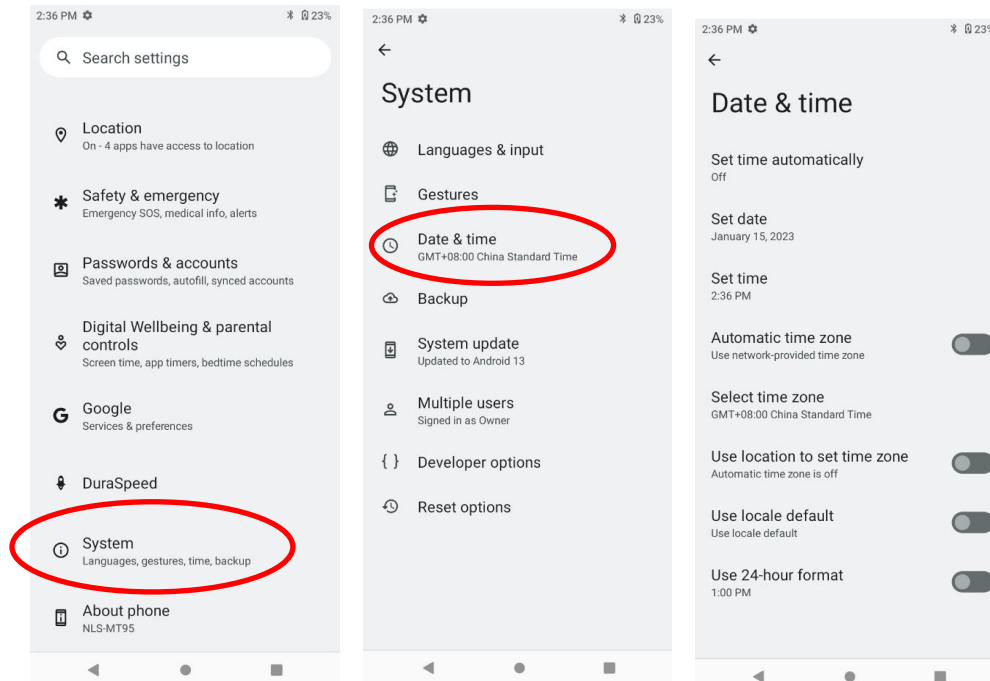 2:36 PM 23%
Search settings
Location
On - 4 apps have access to location
Safety & emergency
Emergency SOS, medical info, alerts
Passwords & accounts
Saved passwords, autofill, synced accounts
Digital Wellbeing & parental
controls
Screen time, app timers, bedtime schedules
Google
Services & preferences
DuraSpeed
System
Languages, gestures, time, backup
About phone
NLS-MT95
2:36 PM 23%
System
Languages & input
Gestures
Date & time
GMT+08:00 China Standard Time
Backup
System update
Updated to Android 13
Multiple users
Signed in as Owner
Developer options
Reset options
2:36 PM 23%
Date & time
Set time automatically
Off
Set date
January 15, 2023
Set time
2:36 PM
Automatic time zone
Use network-provided time zone
Select time zone
GMT+08:00 China Standard Time
Use location to set time zone
Automatic time zone is off
Use locale default
Use locale default
Use 24-hour format
1:00 PM